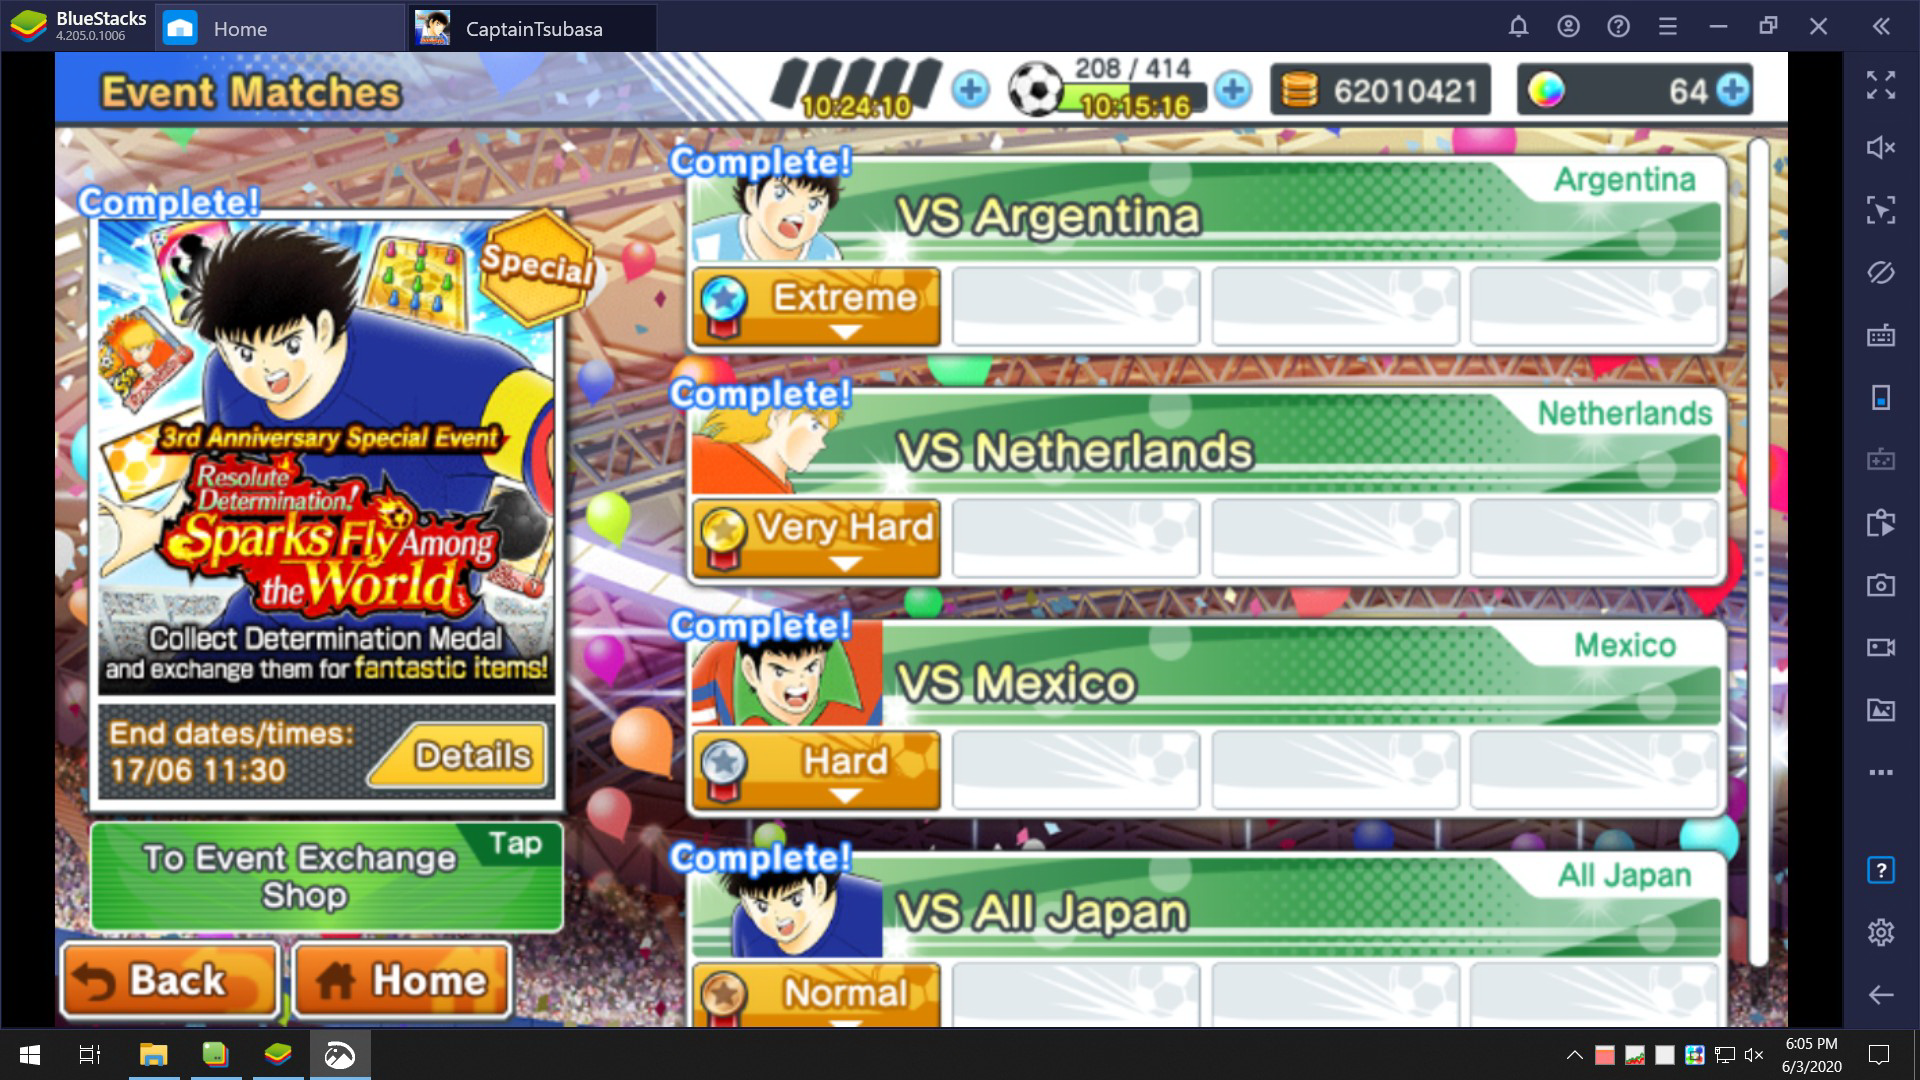 BlueStacks
4.205.0.1006
Home
CaptainTsubasa
Event Matches
10:24:10
208 / 414
10:15:16
62010421
64
Complete!
Special
3rd Anniversary Special Event
Resolute
Determination!
Sparks Fly Among
the World
Collect Determination Medal
and exchange them for fantastic items!
End dates/times:
17/06 11:30
Details
To Event Exchange
Shop
Tap
Back
Home
Complete!
VS Argentina
Argentina
Extreme
Complete!
VS Netherlands
Netherlands
Very Hard
Complete!
VS Mexico
Mexico
Hard
Complete!
VS All Japan
All Japan
Normal
6:05 PM
6/3/2020